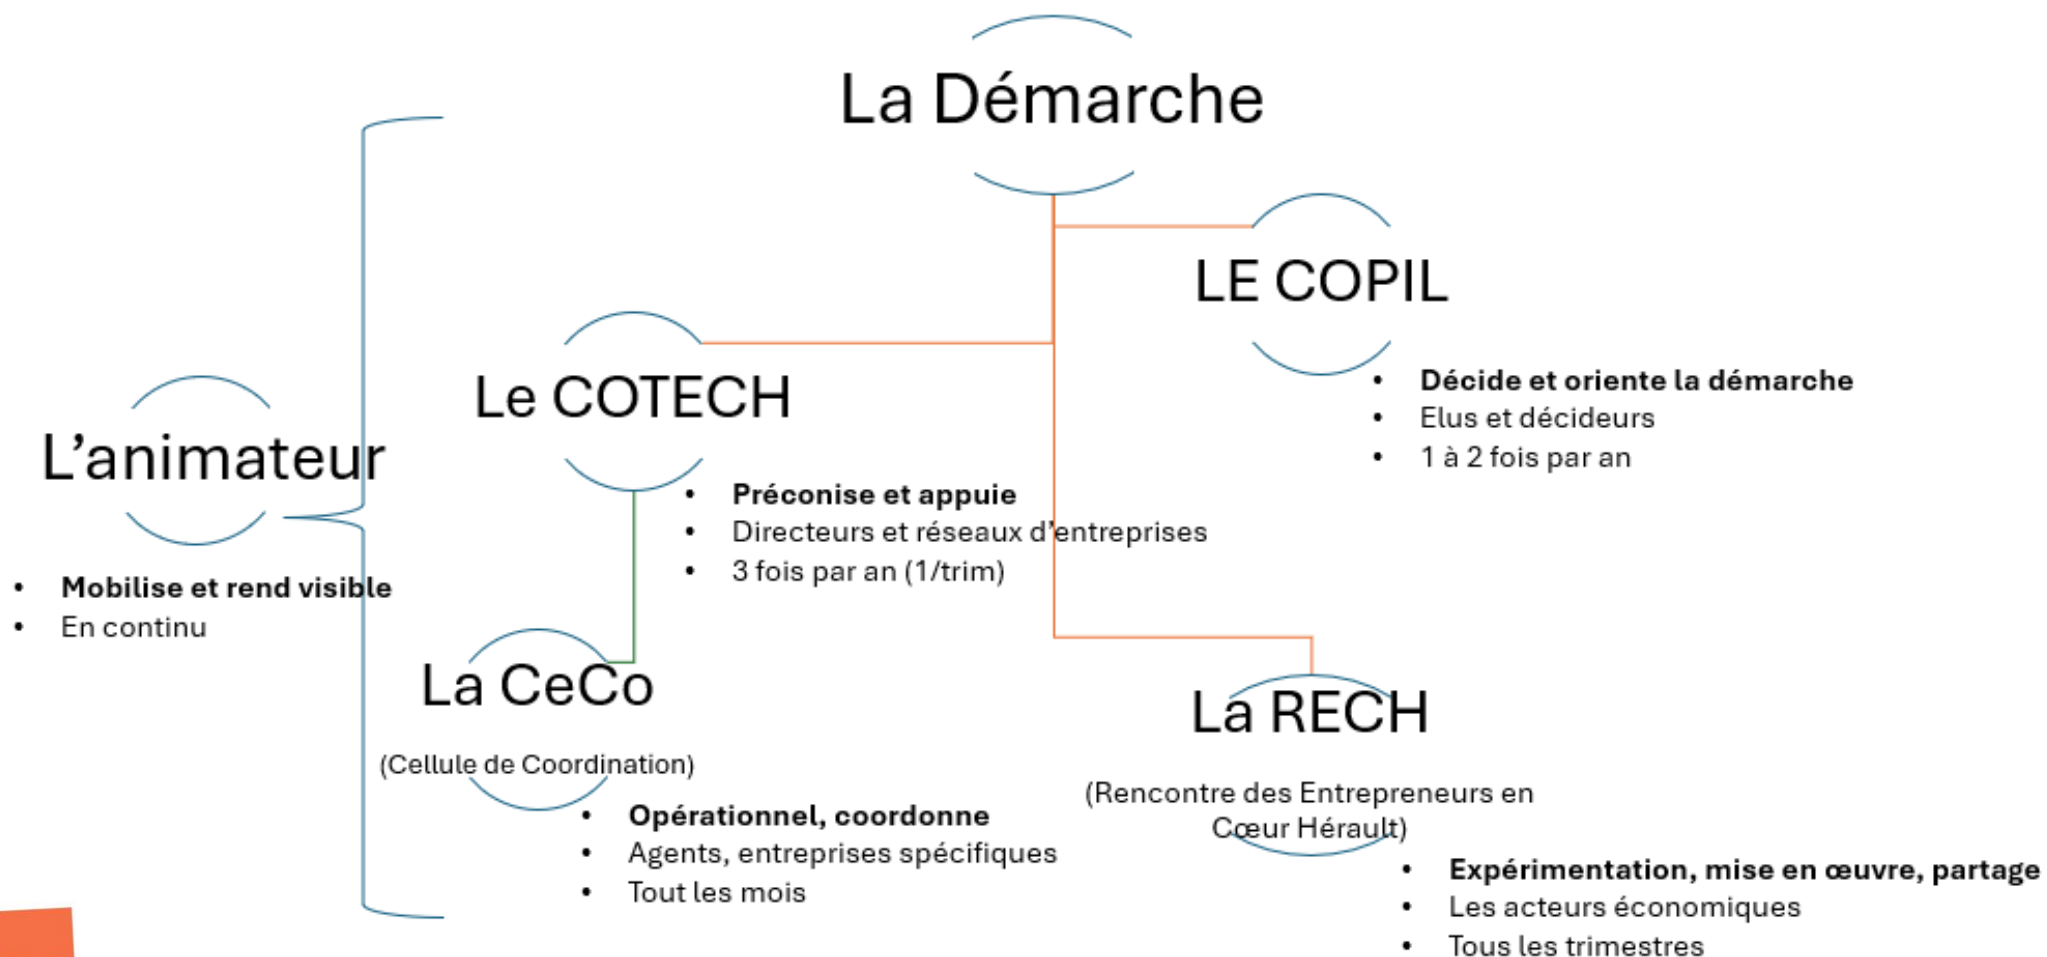 La Démarche
LE COPIL
• Décide et oriente la démarche
• Elus et décideurs
• 1 à 2 fois par an
Le COTECH
• Préconise et appuie
• Directeurs et réseaux d’entreprises
• 3 fois par an (1/trim)
L’animateur
• Mobilise et rend visible
• En continu
La CeCo
(Cellule de Coordination)
• Opérationnel, coordonne
• Agents, entreprises spécifiques
• Tout les mois
La RECH
(Rencontre des Entrepreneurs en
Cœur Hérault)
• Expérimentation, mise en œuvre, partage
• Les acteurs économiques
• Tous les trimestres